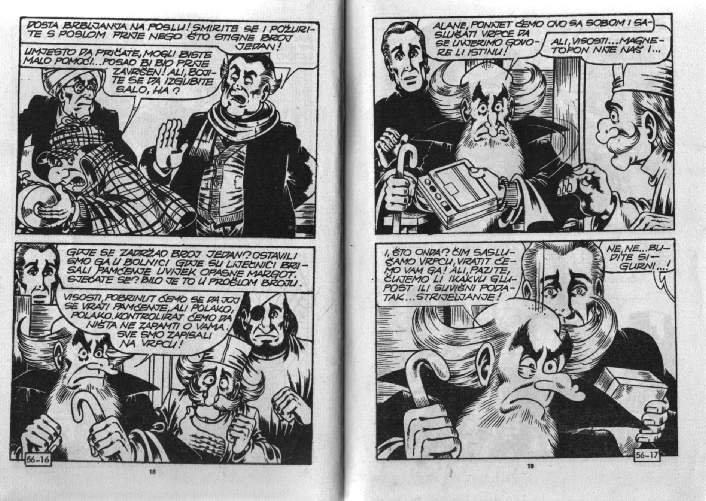 DOSTA BRBLJANJA NA POSLU! SMIRITE SE I POŽURI-
TE S POSLOM PRIJE NEGO ŠTO STIGNE BROJ
JEDAN!
UMJESTO DA PRIČATE, MOGLI BISTE
MALO POMOĆI... POSAO BI BIO PRIJE
ZAVRŠEN! ALI, BOJI-
TE SE DA IZGUBITE
SALO, HA?
GDJE SE ZADRŽAO BROJ JEDAN? OSTAVILI
SMO GA U BOLNICI GDJE SU LIJEČNICI BRI-
SALI PAMĆENJE UVIJEK OPASNE MARGOT.
SJEĆATE SE? BILO JE TO U PROŠLOM BROJU.
VISOSTI, POBRINUT ĆEMO SE DA JOJ
SE VRATI PAMĆENJE, ALI POLAKO,
POLAKO. KONTROLIRAT ĆEMO DA
NIŠTA NE ZAPAMTI O VAMA.
SVE SMO ZAPISALI
NA VRPCU!
56-16
18
ALANE, PONIJET ĆEMO OVO SA SOBOM I SA-
SLUŠATI VRPCE DA
SE UVJERIMO GOVO-
RE LI ISTINU!
ALI, VISOSTI... MAGNE-
TOFON NIJE NAŠ I...
I, ŠTO ONDA? ČIM SASLU-
ŠAMO VRPCU, VRATIT ĆE-
MO VAM GA! ALI, PAZITE,
ČUJEMO LI IKAKVU GLU-
POST ILI SUVIŠNI PODA-
TAK... STRIJELJANJE!
NE, NE... BU-
DITE SI-
GURNI...!
56-17
19